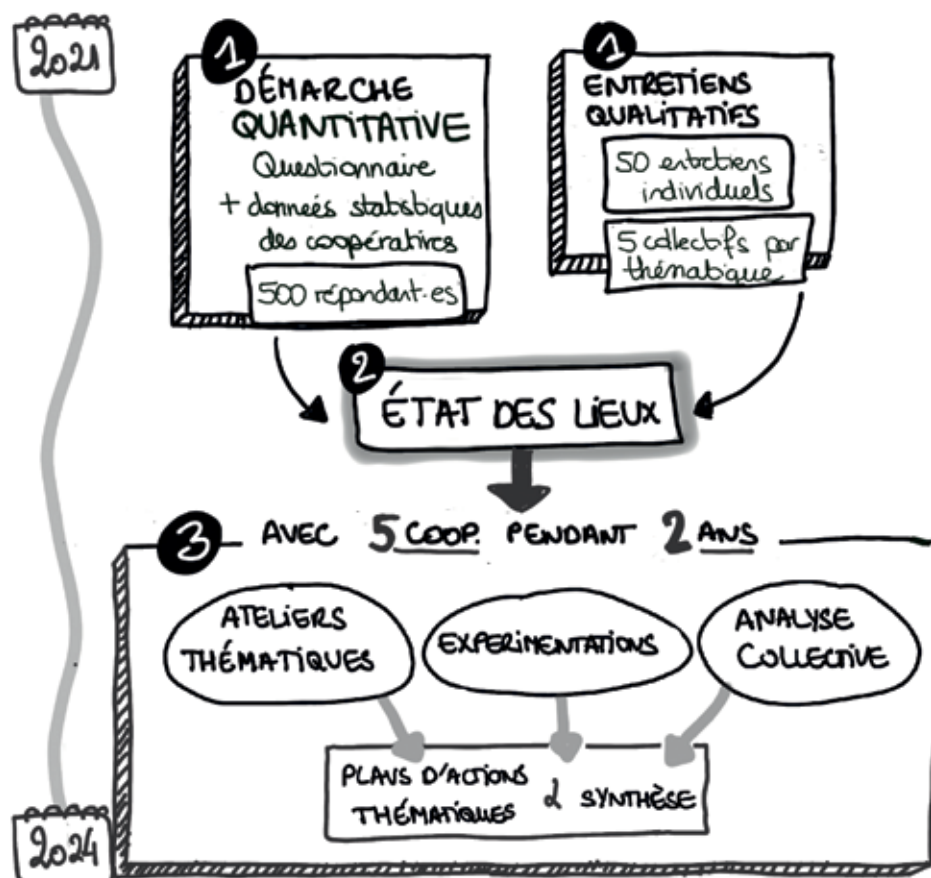 2021
1
DÉMARCHE
QUANTITATIVE
Questionnaire
+ données statistiques
des coopératives
500 répondant·es
1
ENTRETIENS
QUALITATIFS
50 entretiens
individuels
5 collectifs par
thématique
2
ÉTAT DES LIEUX
3 AVEC 5 COOP. PENDANT 2 ANS
ATELIERS
THÉMATIQUES
EXPERIMENTATIONS
ANALYSE
COLLECTIVE
PLANS D'ACTIONS
THÉMATIQUES & SYNTHÈSE
2024